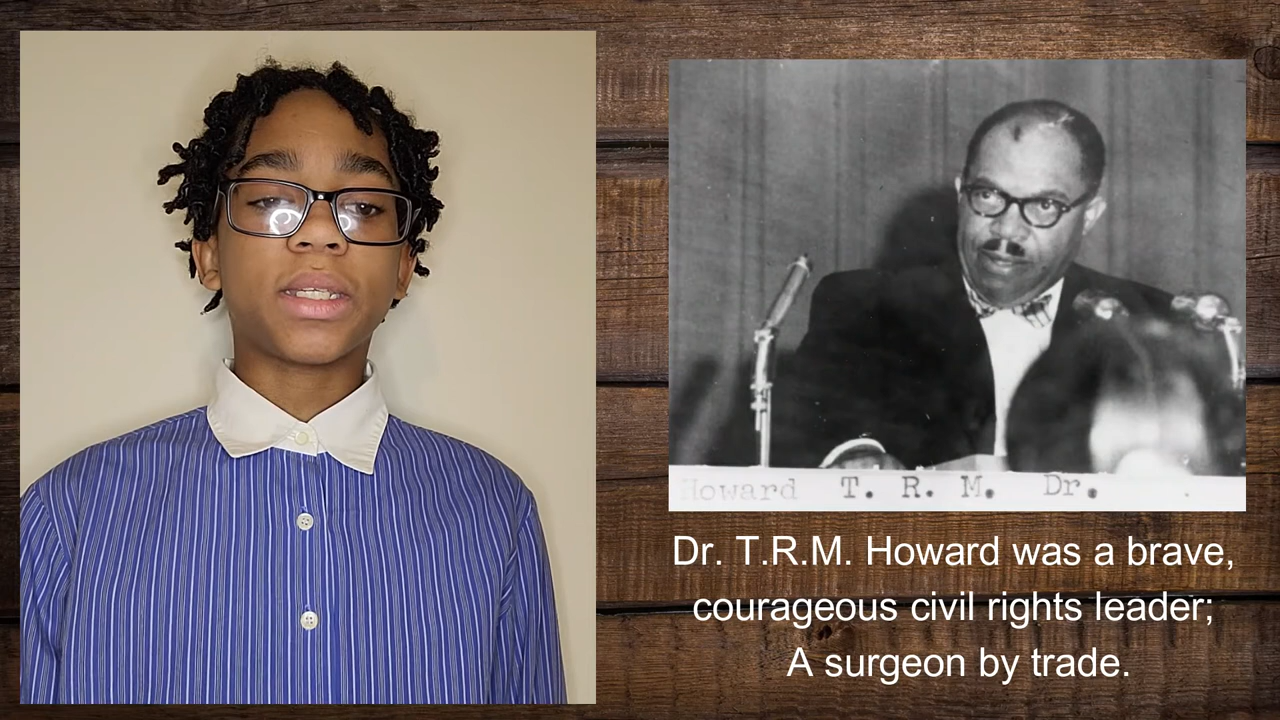 Howard T. R. M. Dr.
Dr. T.R.M. Howard was a brave,
courageous civil rights leader;
A surgeon by trade.